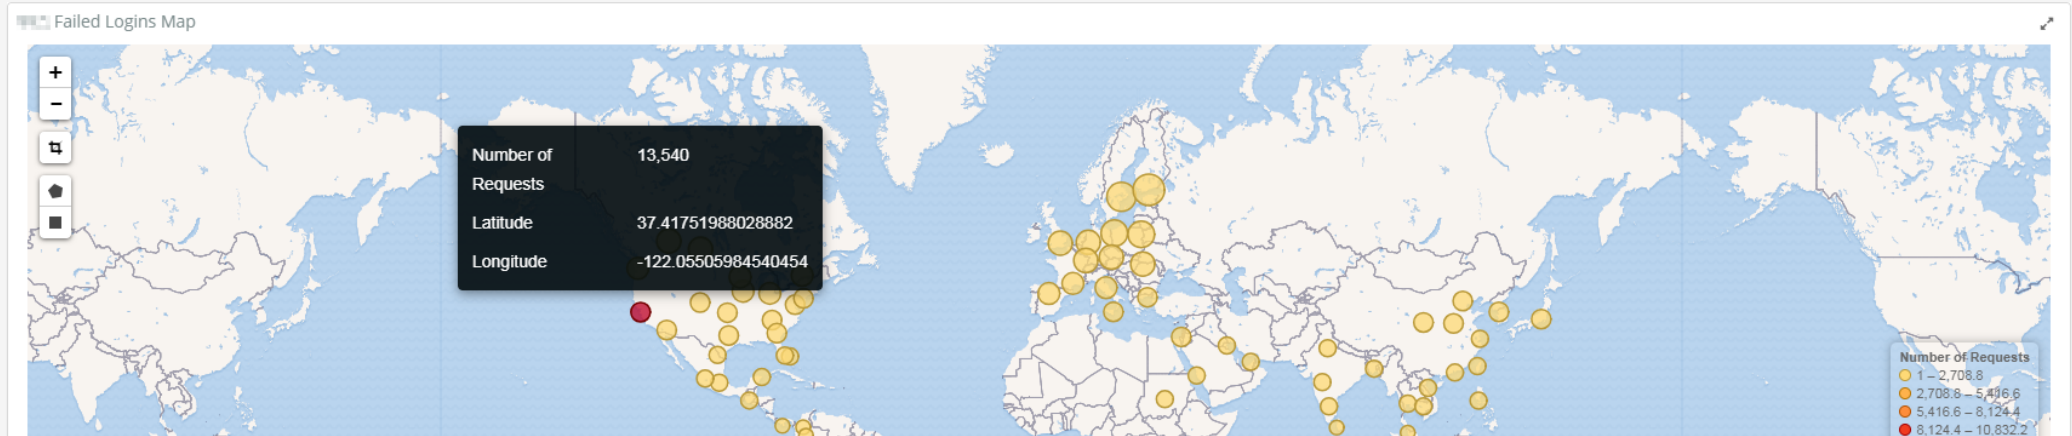 Failed Logins Map
+
−
Number of Requests 13,540
Latitude 37.41751988028882
Longitude -122.05505984540454
Number of Requests
1 – 2,708.8
2,708.8 – 5,416.6
5,416.6 – 8,124.4
8,124.4 – 10,832.2